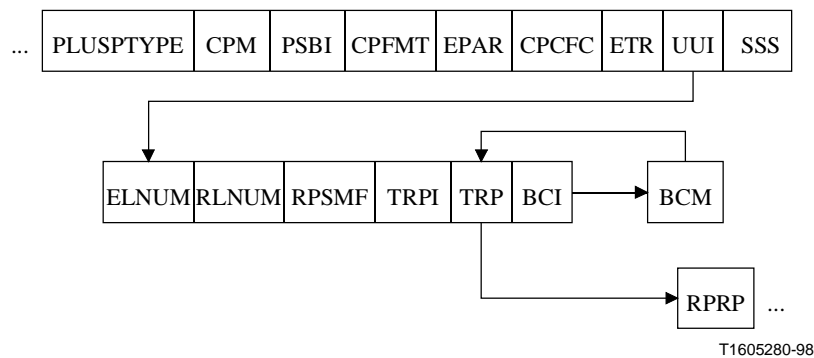 ... PLUSPTYPE CPM PSBI CPFMT EPAR CPCFC ETR UUI SSS
ELNUM RLNUM RPSMF TRPI TRP BCI BCM
RPRP ...
T1605280-98